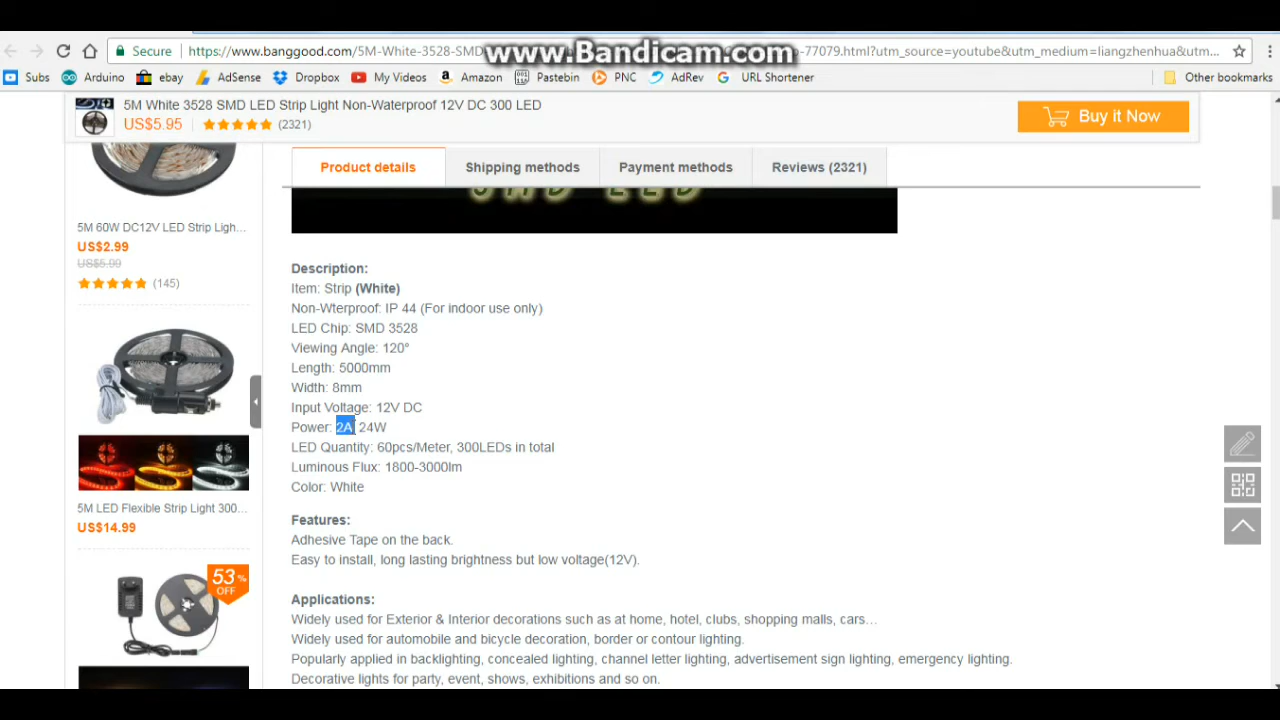 www.Bandicam.com
Secure https://www.banggood.com/5M-White-3528-SMD-77079.html?utm_source=youtube&utm_medium=liangzhenhua&utm...
Subs Arduino ebay AdSense Dropbox My Videos Amazon Pastebin PNC AdRev URL Shortener Other bookmarks
5M White 3528 SMD LED Strip Light Non-Waterproof 12V DC 300 LED
US$5.95 (2321)
Buy it Now
Product details Shipping methods Payment methods Reviews (2321)
SMD LED
5M 60W DC12V LED Strip Ligh...
US$2.99
US$5.99
(145)
5M LED Flexible Strip Light 300...
US$14.99
53%
OFF
Description:
Item: Strip (White)
Non-Wterproof: IP 44 (For indoor use only)
LED Chip: SMD 3528
Viewing Angle: 120°
Length: 5000mm
Width: 8mm
Input Voltage: 12V DC
Power: 2A, 24W
LED Quantity: 60pcs/Meter, 300LEDs in total
Luminous Flux: 1800-3000lm
Color: White
Features:
Adhesive Tape on the back.
Easy to install, long lasting brightness but low voltage(12V).
Applications:
Widely used for Exterior & Interior decorations such as at home, hotel, clubs, shopping malls, cars…
Widely used for automobile and bicycle decoration, border or contour lighting.
Popularly applied in backlighting, concealed lighting, channel letter lighting, advertisement sign lighting, emergency lighting.
Decorative lights for party, event, shows, exhibitions and so on.